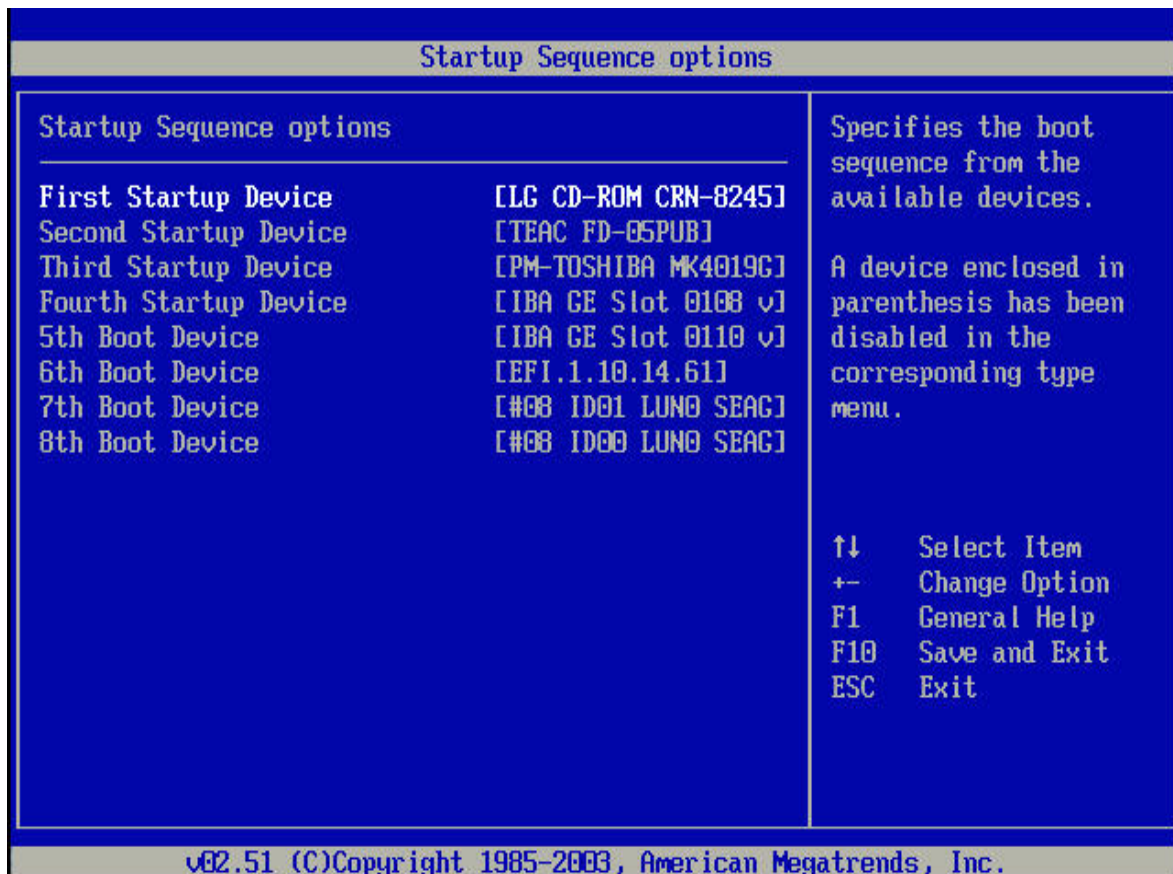 Startup Sequence options
Startup Sequence options
First Startup Device [LG CD-ROM CRN-8245]
Second Startup Device [TEAC FD-05PUB]
Third Startup Device [PM-TOSHIBA MK4019G]
Fourth Startup Device [IBA GE Slot 0108 v]
5th Boot Device [IBA GE Slot 0110 v]
6th Boot Device [EFI.1.10.14.61]
7th Boot Device [#08 ID01 LUN0 SEAG]
8th Boot Device [#08 ID00 LUN0 SEAG]
Specifies the boot
sequence from the
available devices.
A device enclosed in
parenthesis has been
disabled in the
corresponding type
menu.
↑↓ Select Item
+- Change Option
F1 General Help
F10 Save and Exit
ESC Exit
v02.51 (C)Copyright 1985-2003, American Megatrends, Inc.